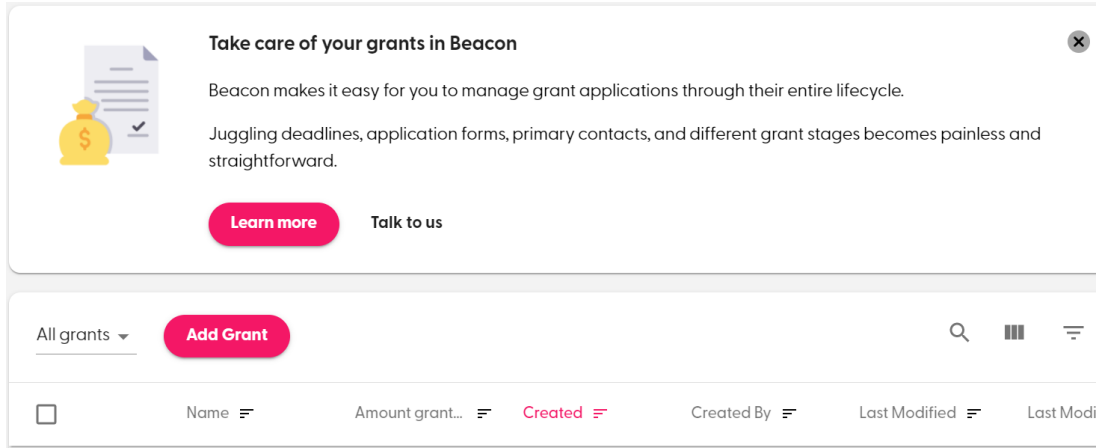 Take care of your grants in Beacon
Beacon makes it easy for you to manage grant applications through their entire lifecycle.
Juggling deadlines, application forms, primary contacts, and different grant stages becomes painless and
straightforward.
Learn more Talk to us
All grants Add Grant
Name Amount grant... Created Created By Last Modified Last Modi